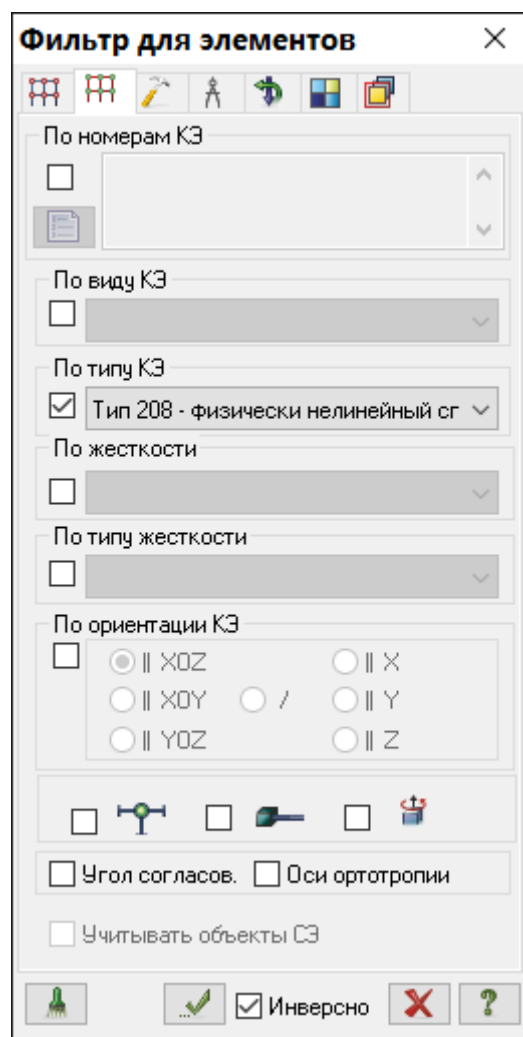 Фильтр для элементов
По номерам КЭ
По виду КЭ
По типу КЭ
Тип 208 - физически нелинейный сп
По жесткости
По типу жесткости
По ориентации КЭ
|| XOZ || X
|| XOY / || Y
|| YOZ || Z
Угол согласов. Оси ортотропии
Учитывать объекты СЭ
Инверсно ?